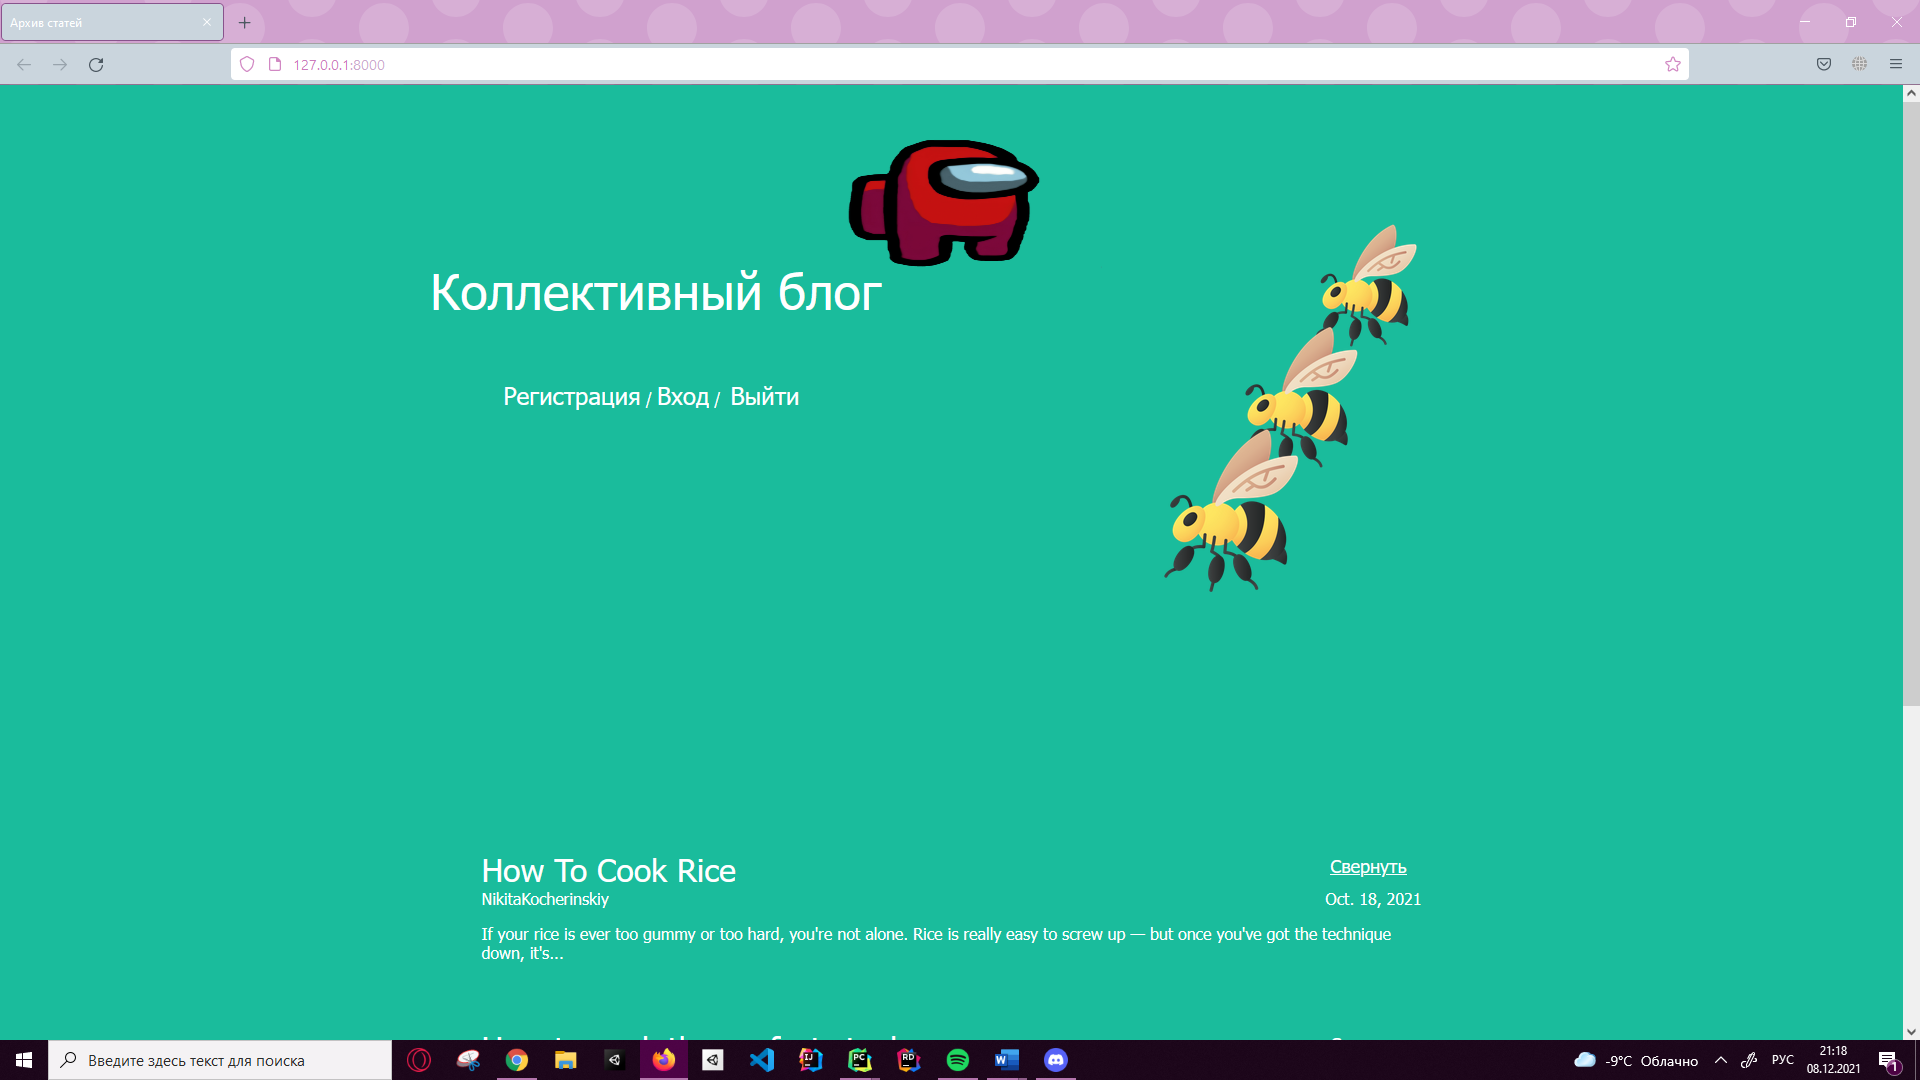 Архив статей
127.0.0.1:8000
Коллективный блог
Регистрация / Вход / Выйти
How To Cook Rice
Свернуть
NikitaKocherinskiy
Oct. 18, 2021
If your rice is ever too gummy or too hard, you're not alone. Rice is really easy to screw up — but once you've got the technique
down, it's...
Введите здесь текст для поиска
-9°C Облачно
РУС
21:18
08.12.2021
1